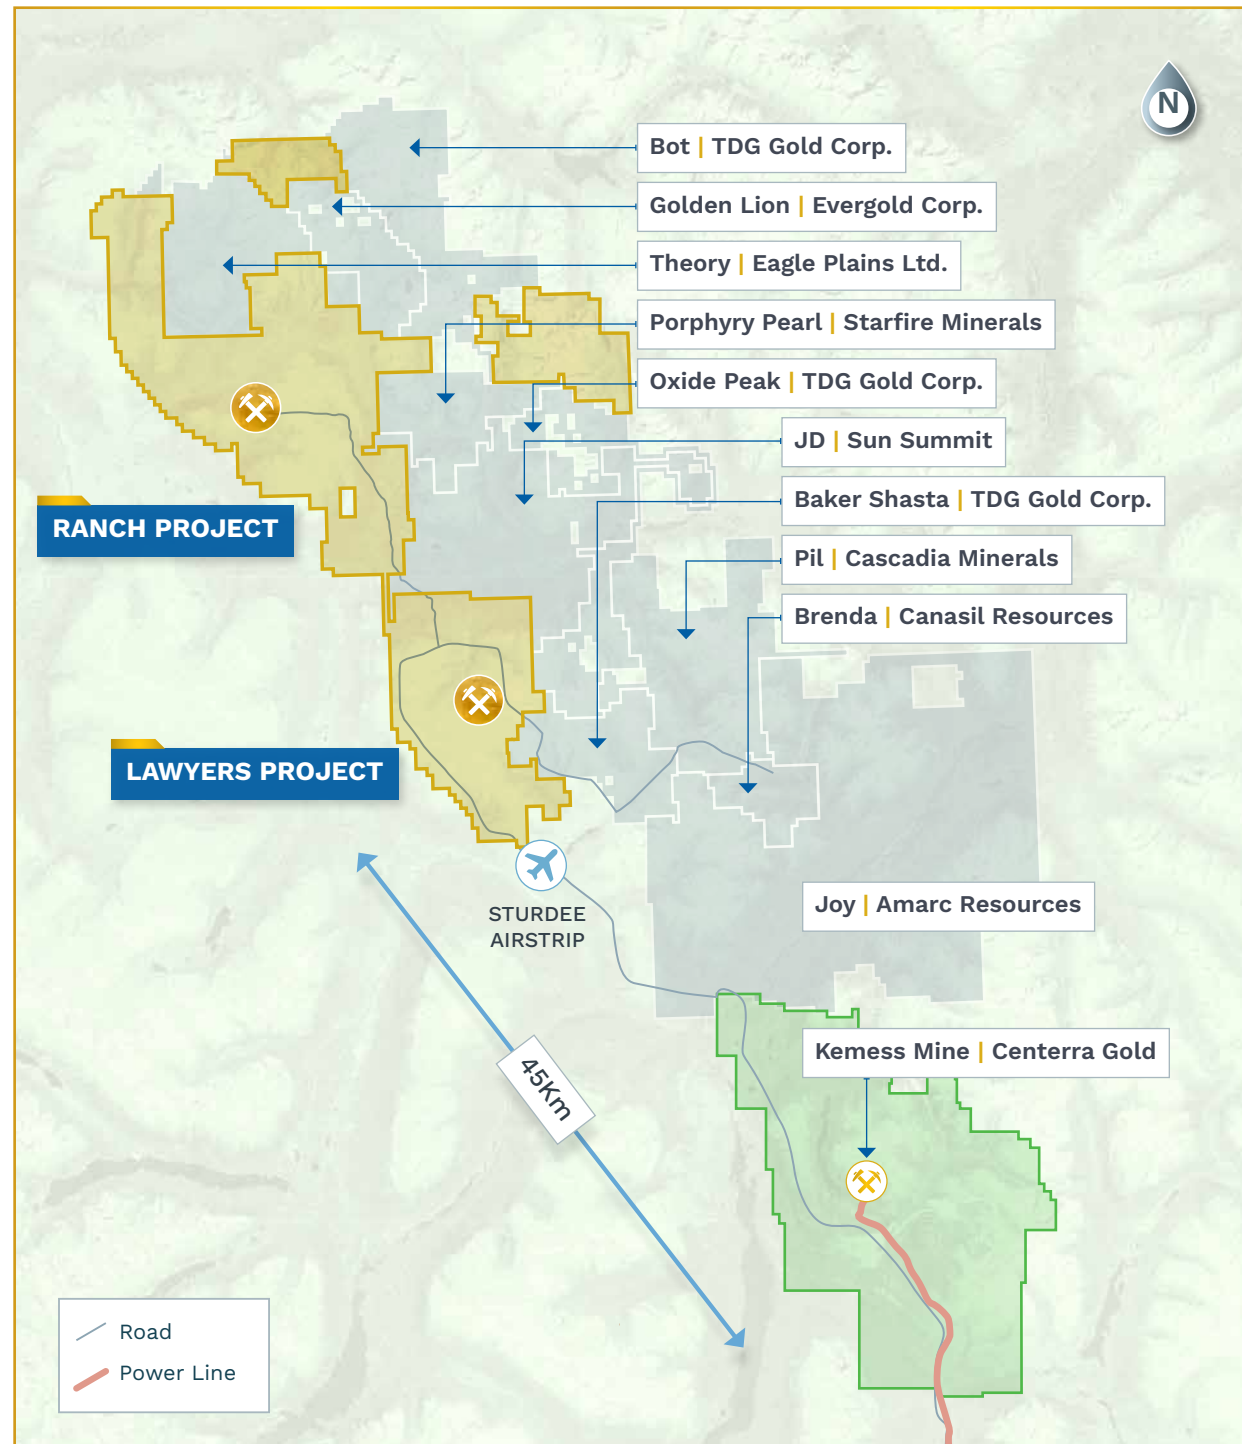 N
Bot | TDG Gold Corp.
Golden Lion | Evergold Corp.
Theory | Eagle Plains Ltd.
Porphyry Pearl | Starfire Minerals
Oxide Peak | TDG Gold Corp.
JD | Sun Summit
Baker Shasta | TDG Gold Corp.
RANCH PROJECT
Pil | Cascadia Minerals
Brenda | Canasil Resources
LAWYERS PROJECT
Joy | Amarc Resources
STURDEE
AIRSTRIP
Kemess Mine | Centerra Gold
45Km
Road
Power Line